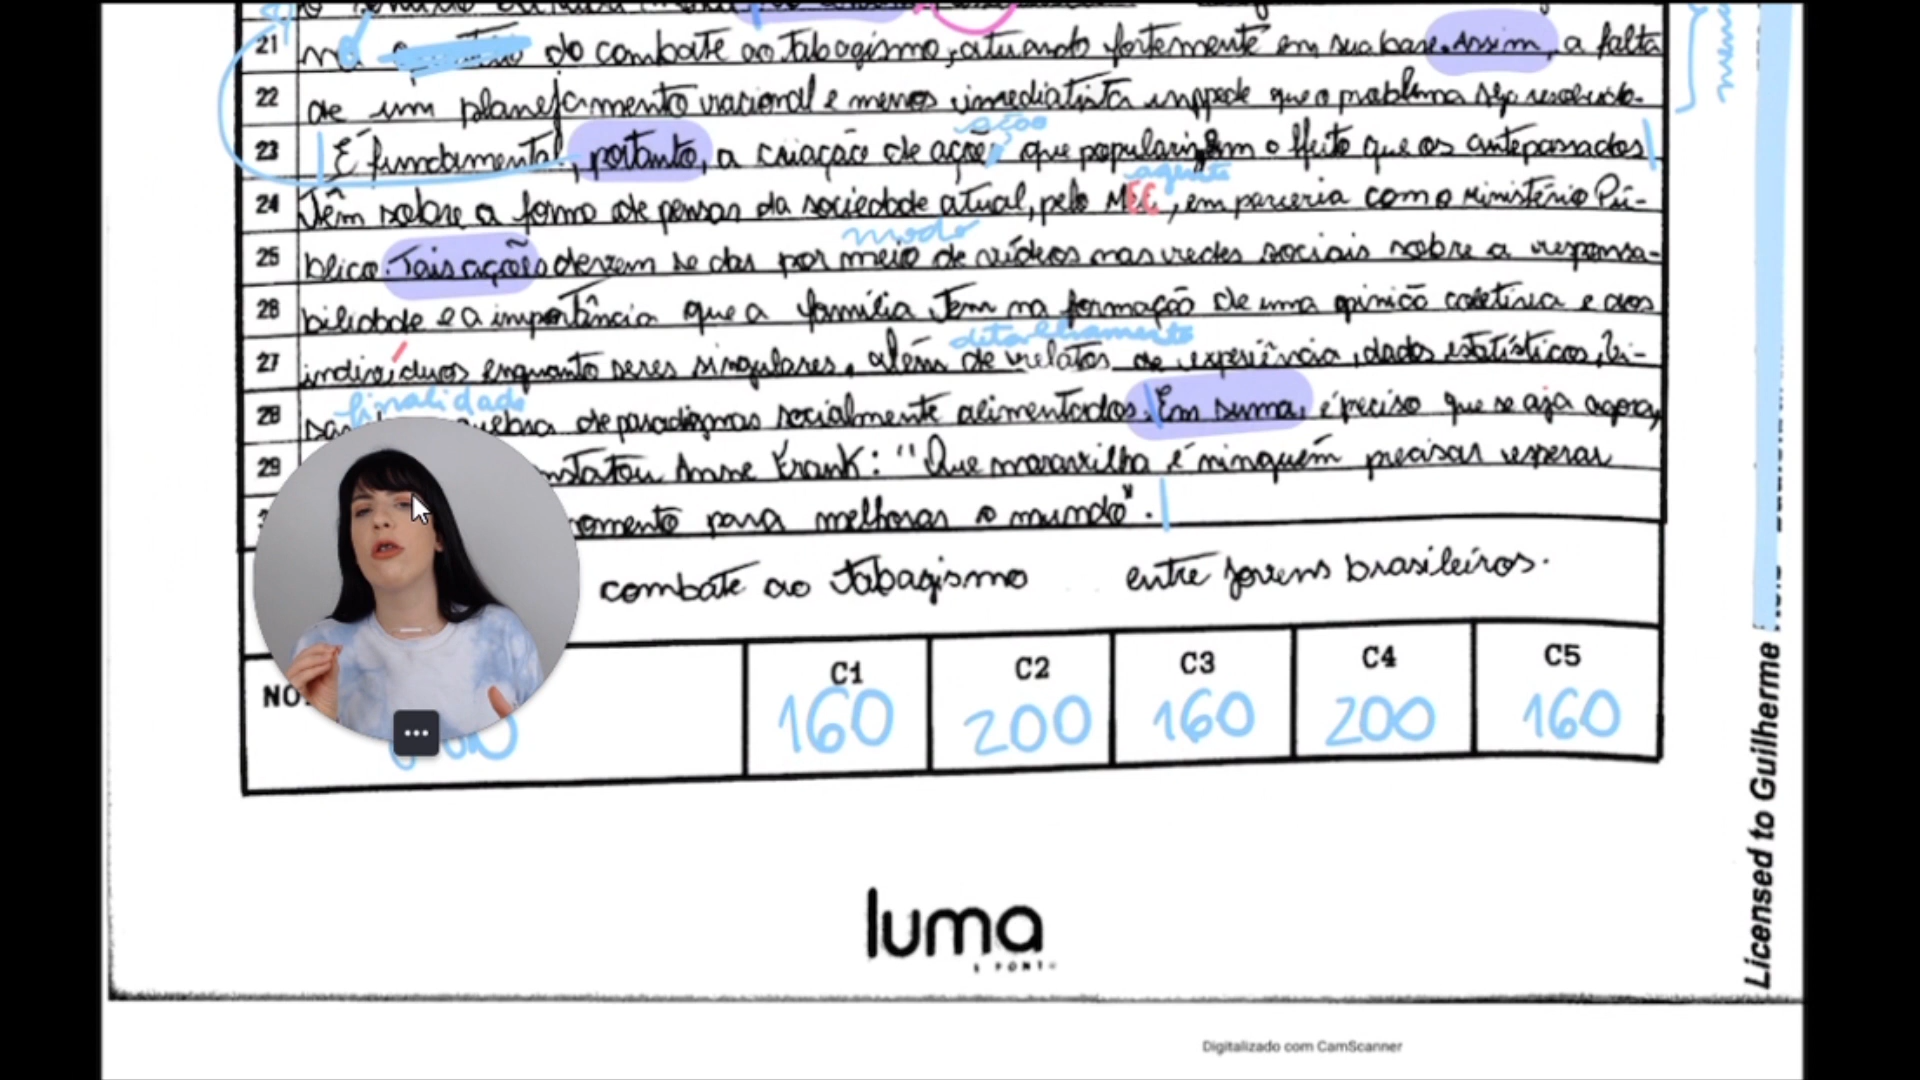 21 do combate ao tabagismo, atuando fortemente em sua base. Assim, a falta
22 de um planejamento racional e menos imediatista impede que o problema seja resolvido.
ação
23 É fundamental, portanto, a criação de ações que popularizem o efeito que os antepassados
agente
24 têm sobre a forma de pensar da sociedade atual, pelo MEC, em parceria com o Ministério Pú-
modo
25 blico. Tais ações devem se dar por meio de vídeos nas redes sociais sobre a responsa-
26 bilidade e a importância que a família tem na formação de uma opinião coletiva e dos
detalhamento
27 indivíduos enquanto seres singulares, além de relatos de experiência, dados estatísticos, vi-
finalidade
28 de paradigmas socialmente alimentados. Em suma, é preciso que se aja agora,
29 Anne Frank: "Que maravilha é ninguém precisar esperar
para melhorar o mundo".
combate ao tabagismo entre jovens brasileiros.
C1 C2 C3 C4 C5
160 200 160 200 160
luma
Licensed to Guilherme
Digitalizado com CamScanner